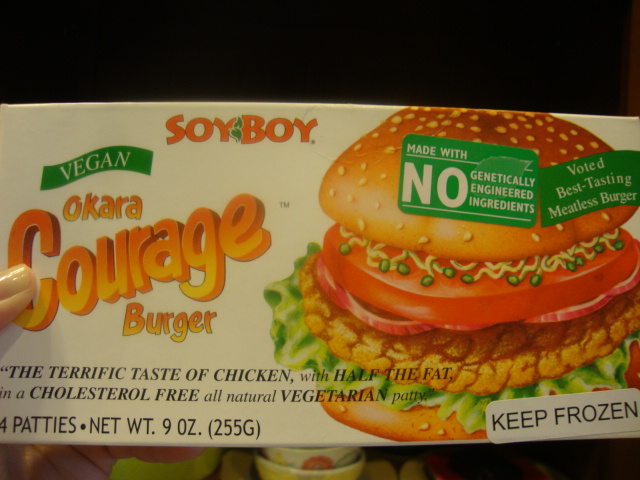 SOYBOY
VEGAN
Okara
Courage™
Burger
MADE WITH
NO GENETICALLY
ENGINEERED
INGREDIENTS
Voted
Best-Tasting
Meatless Burger
“THE TERRIFIC TASTE OF CHICKEN, with HALF THE FAT,
in a CHOLESTEROL FREE all natural VEGETARIAN patty.
4 PATTIES•NET WT. 9 OZ. (255G)
KEEP FROZEN